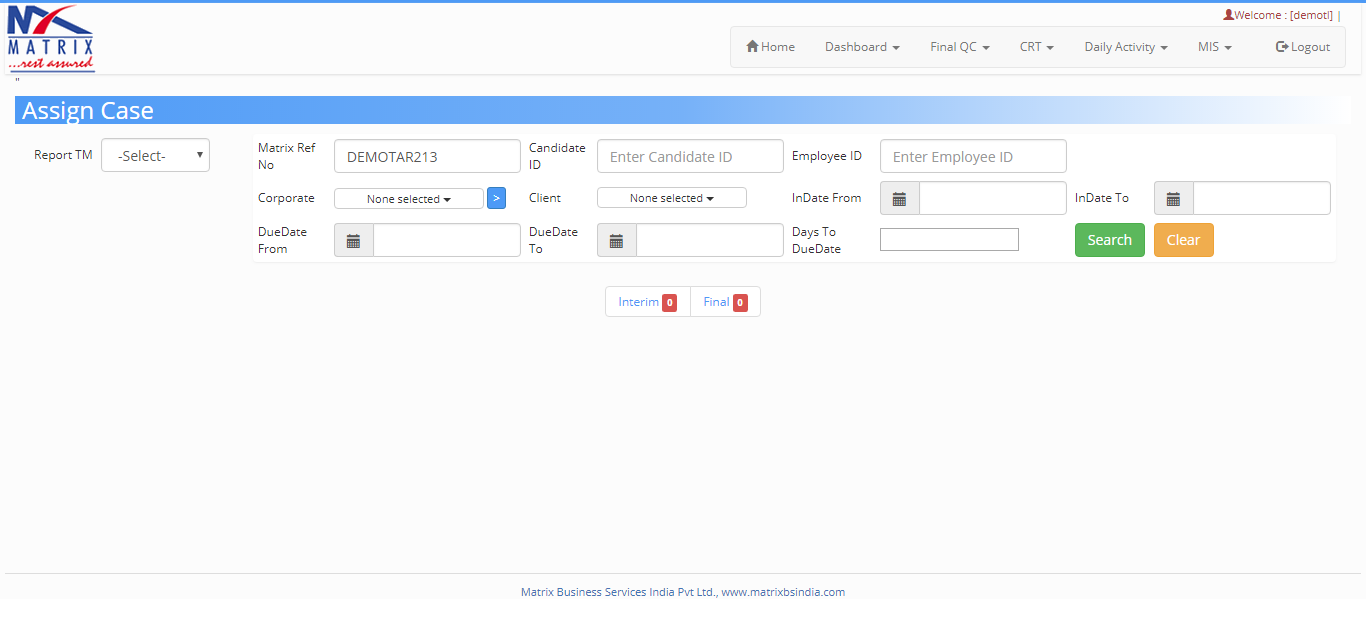 MATRIX
...rest assured
Welcome : [demotl] |
Home Dashboard Final QC CRT Daily Activity MIS Logout
"
Assign Case
Report TM -Select-
Matrix Ref No DEMOTAR213 Candidate ID Enter Candidate ID Employee ID Enter Employee ID
Corporate None selected > Client None selected InDate From InDate To
DueDate From DueDate To Days To DueDate Search Clear
Interim 0 Final 0
Matrix Business Services India Pvt Ltd., www.matrixbsindia.com